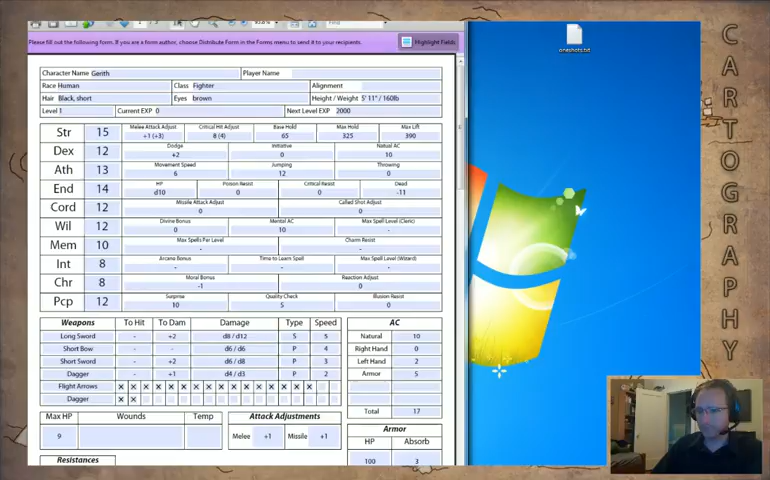 Find
Please fill out the following form. If you are a form author, choose Distribute Form in the Forms menu to send it to your recipients.
Highlight Fields
oneshots.txt
CARTOGRAPHY
Character Name Gerith Player Name
Race Human Class Fighter Alignment
Hair Black, short Eyes brown Height / Weight 5' 11" / 160lb
Level 1 Current EXP 0 Next Level EXP 2000
Melee Attack Adjust Critical Hit Adjust Base Hold Max Hold Max Lift
Str 15 +1 (+3) 8 (4) 65 325 390
Dodge Initiative Natual AC
Dex 12 +2 0 10
Movement Speed Jumping Throwing
Ath 13 6 12 0
HP Poison Resist Critical Resist Dead
End 14 d10 0 0 -11
Missile Attack Adjust Called Shot Adjust
Cord 12 0 0
Divine Bonus Mental AC Max Spell Level (Cleric)
Wil 12 0 10 -
Max Spells Per Level Charm Resist
Mem 10 - -
Arcane Bonus Time to Learn Spell Max Spell Level (Wizard)
Int 8 - - -
Moral Bonus Reaction Adjust
Chr 8 -1 0
Surprise Quality Check Illusion Resist
Pcp 12 10 5 0
Weapons To Hit To Dam Damage Type Speed
Long Sword - +2 d8 / d12 S 5
Short Bow - - d6 / d6 P 4
Short Sword - +2 d6 / d8 P 3
Dagger - +1 d4 / d3 P 2
Flight Arrows X X X X X X X X X X X X X X X X
Dagger X X
AC
Natural 10
Right Hand 0
Left Hand 2
Armor 5
Total 17
Max HP Wounds Temp
9
Attack Adjustments
Melee +1 Missile +1
Armor
HP Absorb
100 3
Resistances